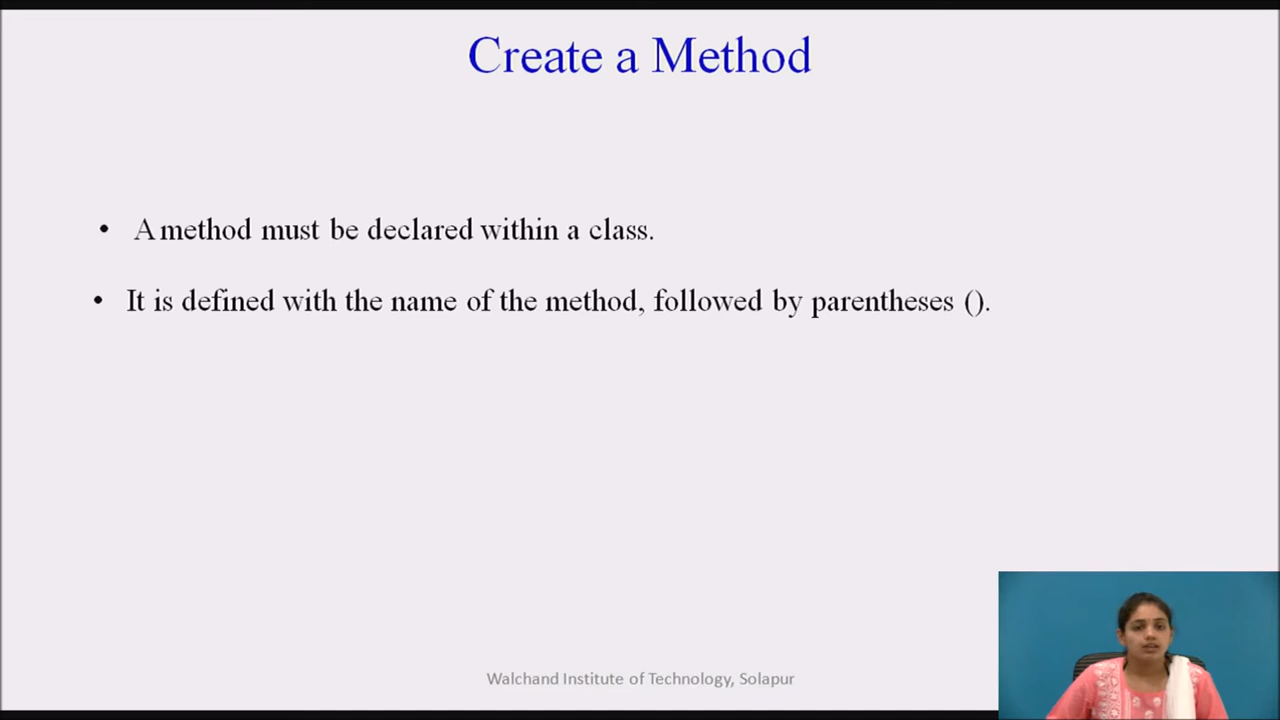 Create a Method
• A method must be declared within a class.
• It is defined with the name of the method, followed by parentheses ().
Walchand Institute of Technology, Solapur